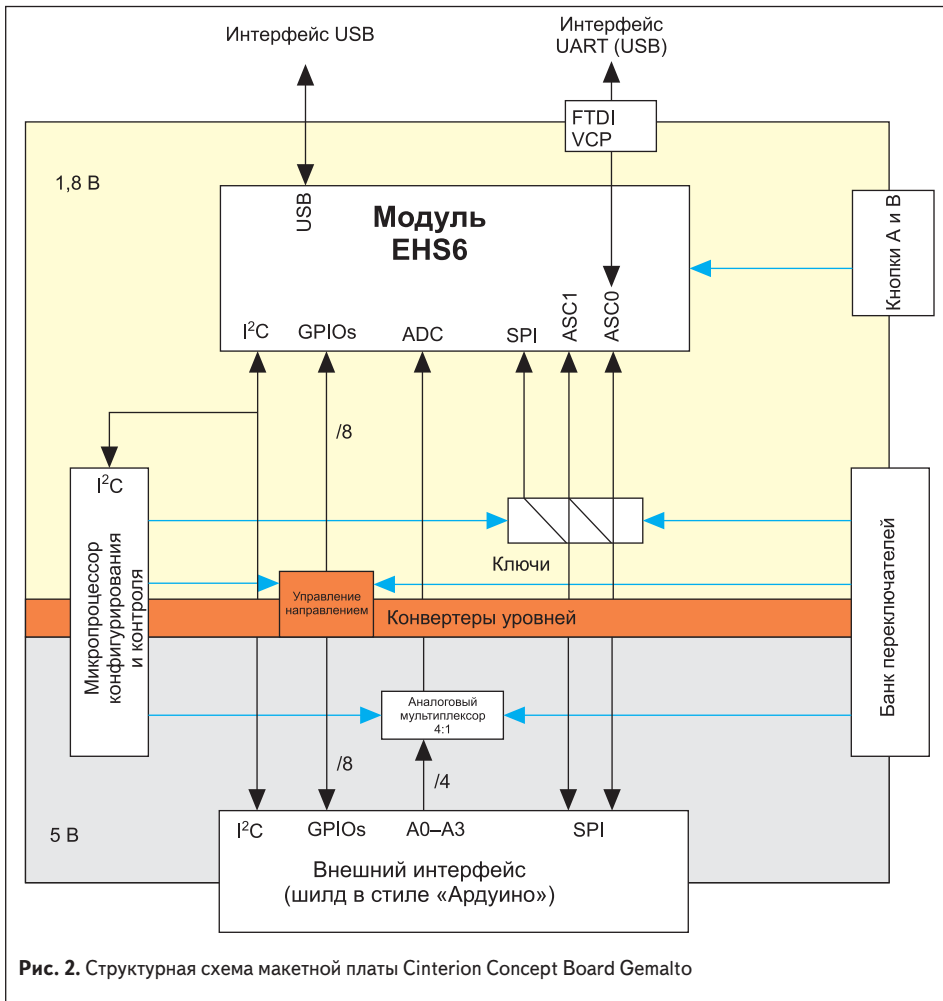 Интерфейс USB
Интерфейс
UART (USB)
FTDI
VCP
1,8 В
USB
Модуль
EHS6
Кнопки А и В
I²C
GPIOs
ADC
SPI
ASC1
ASC0
/8
I²C
Микропроцессор
конфигурирования
и контроля
Ключи
Управление
направлением
Конвертеры уровней
Банк переключателей
Аналоговый
мультиплексор
4:1
/8
/4
5 В
I²C
GPIOs
A0–A3
SPI
Внешний интерфейс
(шилд в стиле «Ардуино»)
Рис. 2. Структурная схема макетной платы Cinterion Concept Board Gemalto